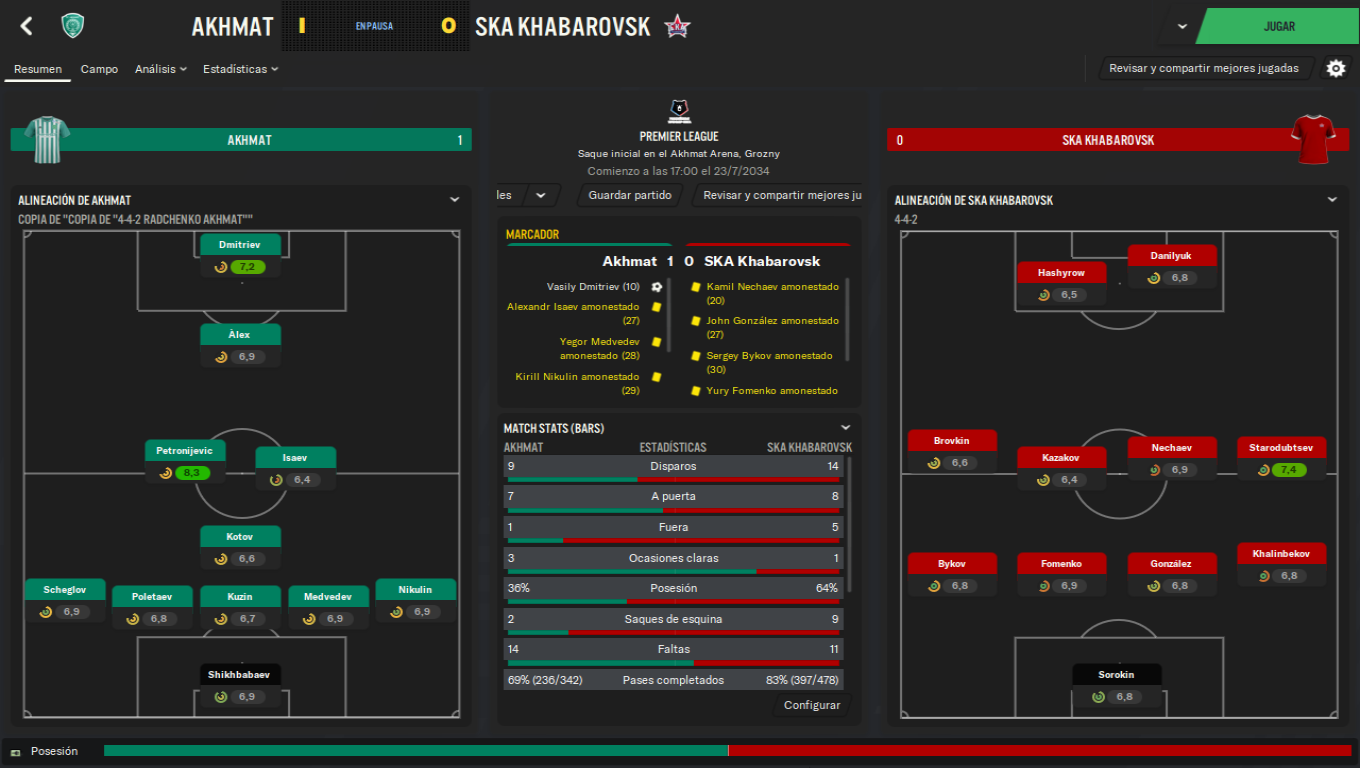 AKHMAT 1 EN PAUSA 0 SKA KHABAROVSK
JUGAR
Resumen Campo Análisis Estadísticas
Revisar y compartir mejores jugadas
AKHMAT 1
PREMIER LEAGUE
Saque inicial en el Akhmat Arena, Grozny
Comienzo a las 17:00 el 23/7/2034
les Guardar partido Revisar y compartir mejores ju
0 SKA KHABAROVSK
ALINEACIÓN DE AKHMAT
COPIA DE "COPIA DE "4-4-2 RADCHENKO AKHMAT""
Dmitriev
7,2
Àlex
6,9
Petronijevic
8,3
Isaev
6,4
Kotov
6,6
Scheglov
6,9
Poletaev
6,8
Kuzin
6,7
Medvedev
6,9
Nikulin
6,9
Shikhbabaev
6,9
MARCADOR
Akhmat 1 0 SKA Khabarovsk
Vasily Dmitriev (10)
Alexandr Isaev amonestado
(27)
Yegor Medvedev
amonestado (28)
Kirill Nikulin amonestado
(29)
Kamil Nechaev amonestado
(20)
John González amonestado
(27)
Sergey Bykov amonestado
(30)
Yury Fomenko amonestado
MATCH STATS (BARS)
AKHMAT ESTADÍSTICAS SKA KHABAROVSK
9 Disparos 14
7 A puerta 8
1 Fuera 5
3 Ocasiones claras 1
36% Posesión 64%
2 Saques de esquina 9
14 Faltas 11
69% (236/342) Pases completados 83% (397/478)
Configurar
ALINEACIÓN DE SKA KHABAROVSK
4-4-2
Hashyrow
6,5
Danilyuk
6,8
Brovkin
6,6
Kazakov
6,4
Nechaev
6,9
Starodubtsev
7,4
Bykov
6,8
Fomenko
6,9
González
6,8
Khalinbekov
6,8
Sorokin
6,8
Posesión